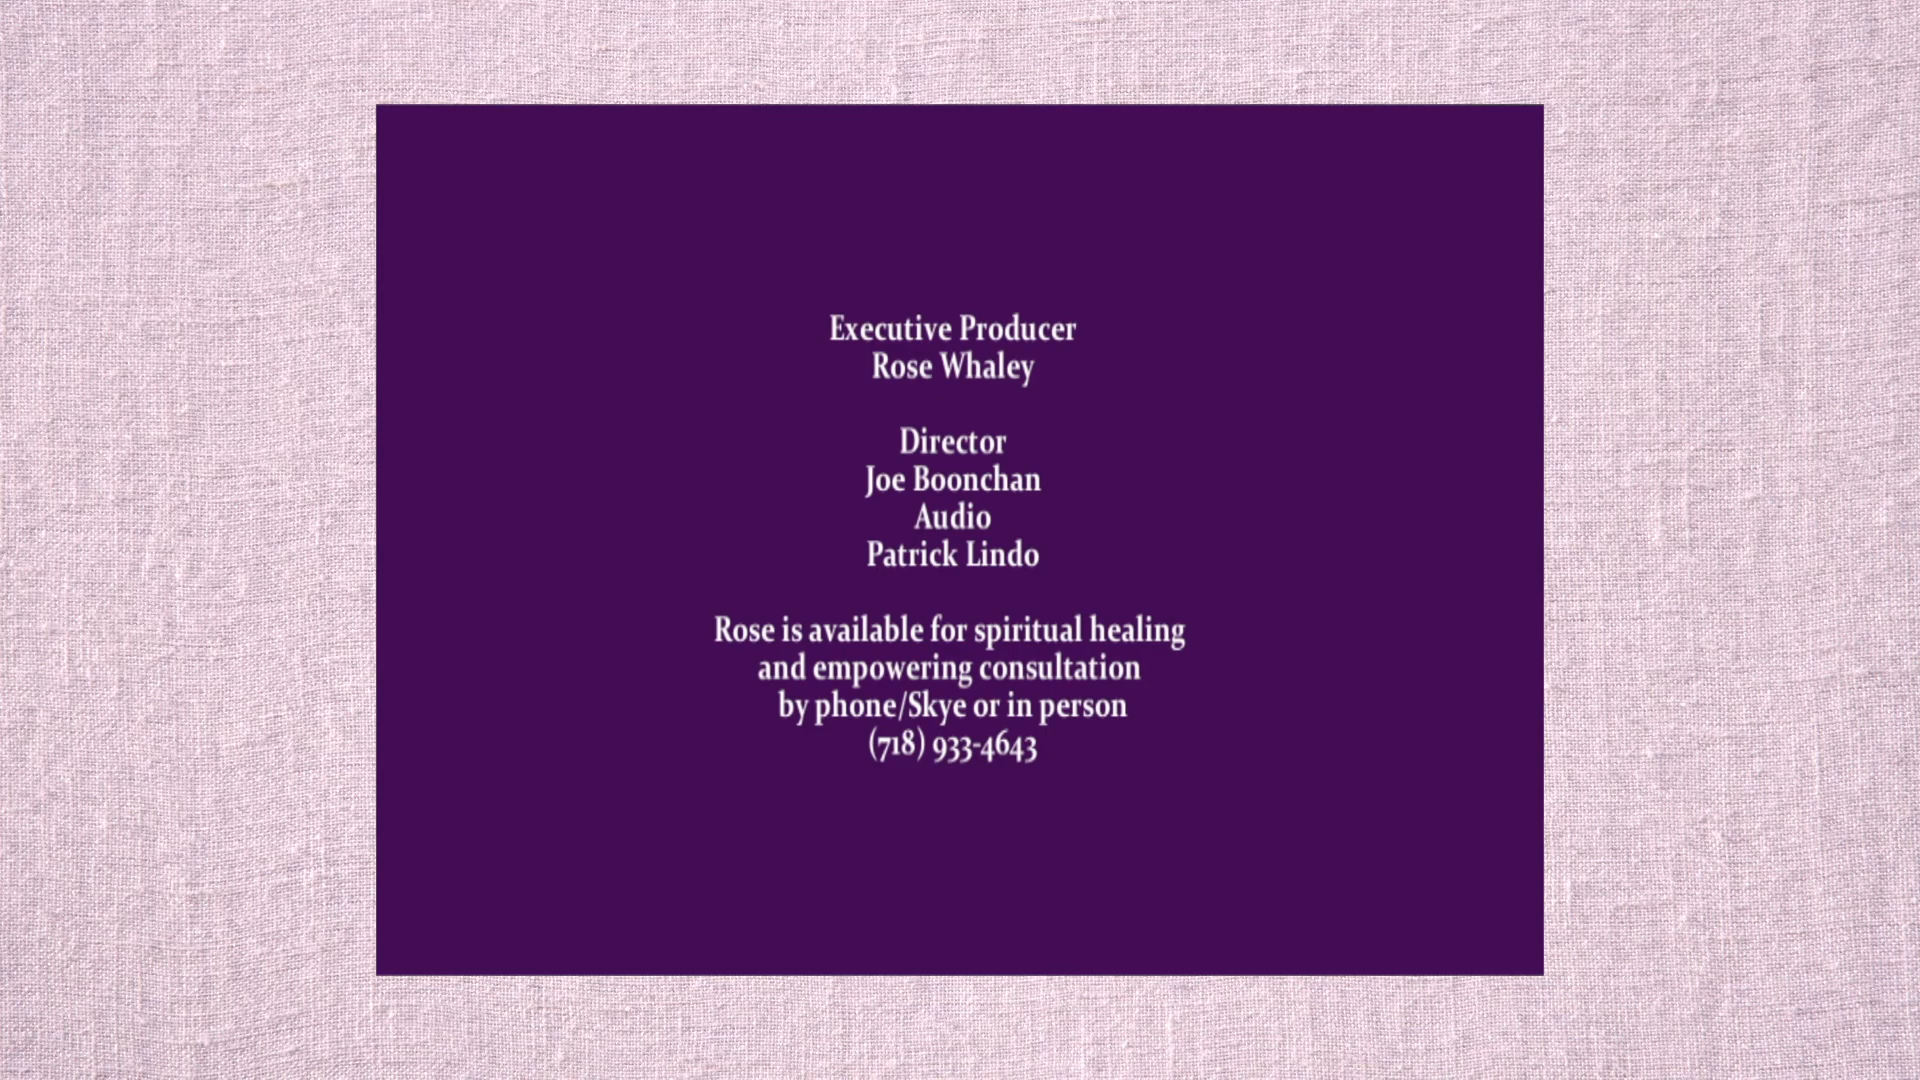 Executive Producer
Rose Whaley
Director
Joe Boonchan
Audio
Patrick Lindo
Rose is available for spiritual healing
and empowering consultation
by phone/Skye or in person
(718) 933-4643